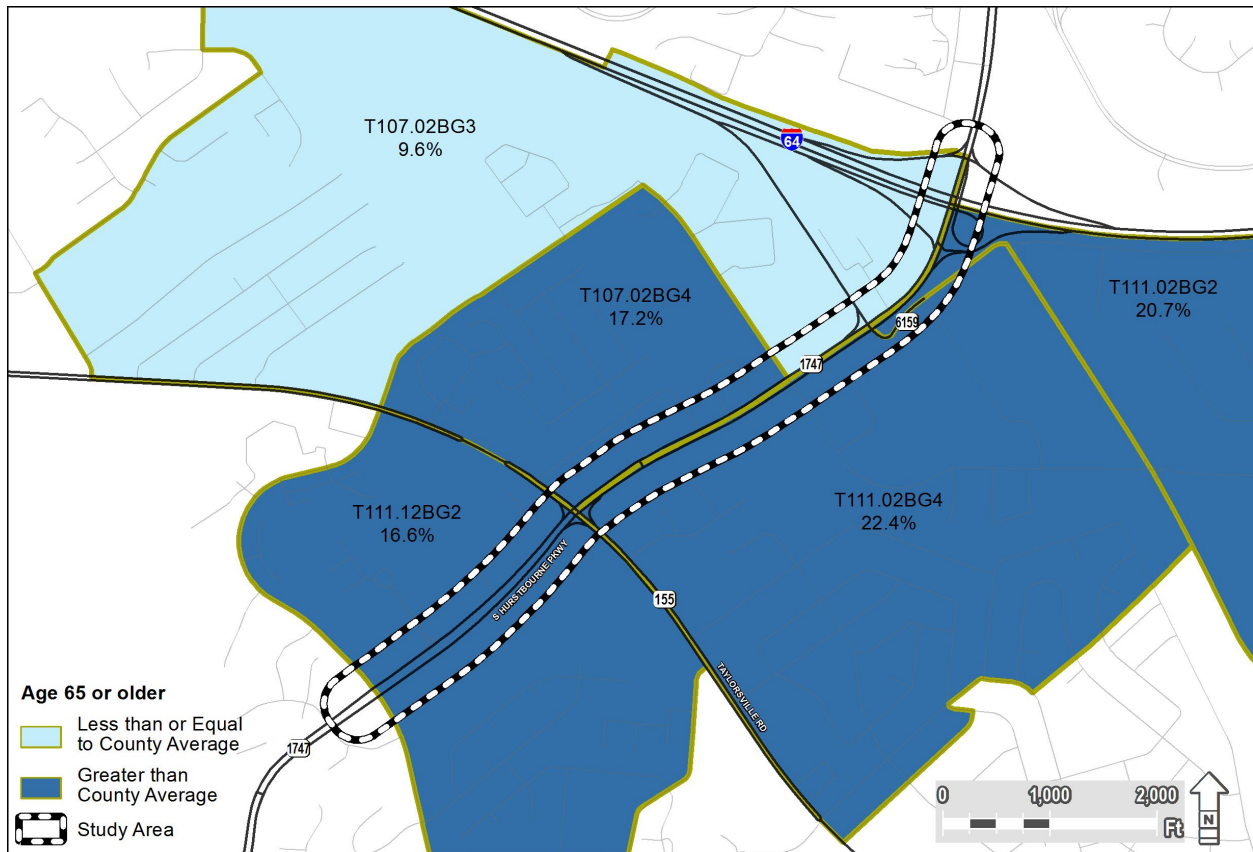 T107.02BG3
9.6%
64
T107.02BG4
17.2%
T111.02BG2
20.7%
6159
1747
T111.12BG2
16.6%
T111.02BG4
22.4%
S HURSTBOURNE PKWY
155
TAYLORSVILLE RD
1747
Age 65 or older
Less than or Equal
to County Average
Greater than
County Average
Study Area
0 1,000 2,000
Ft
N